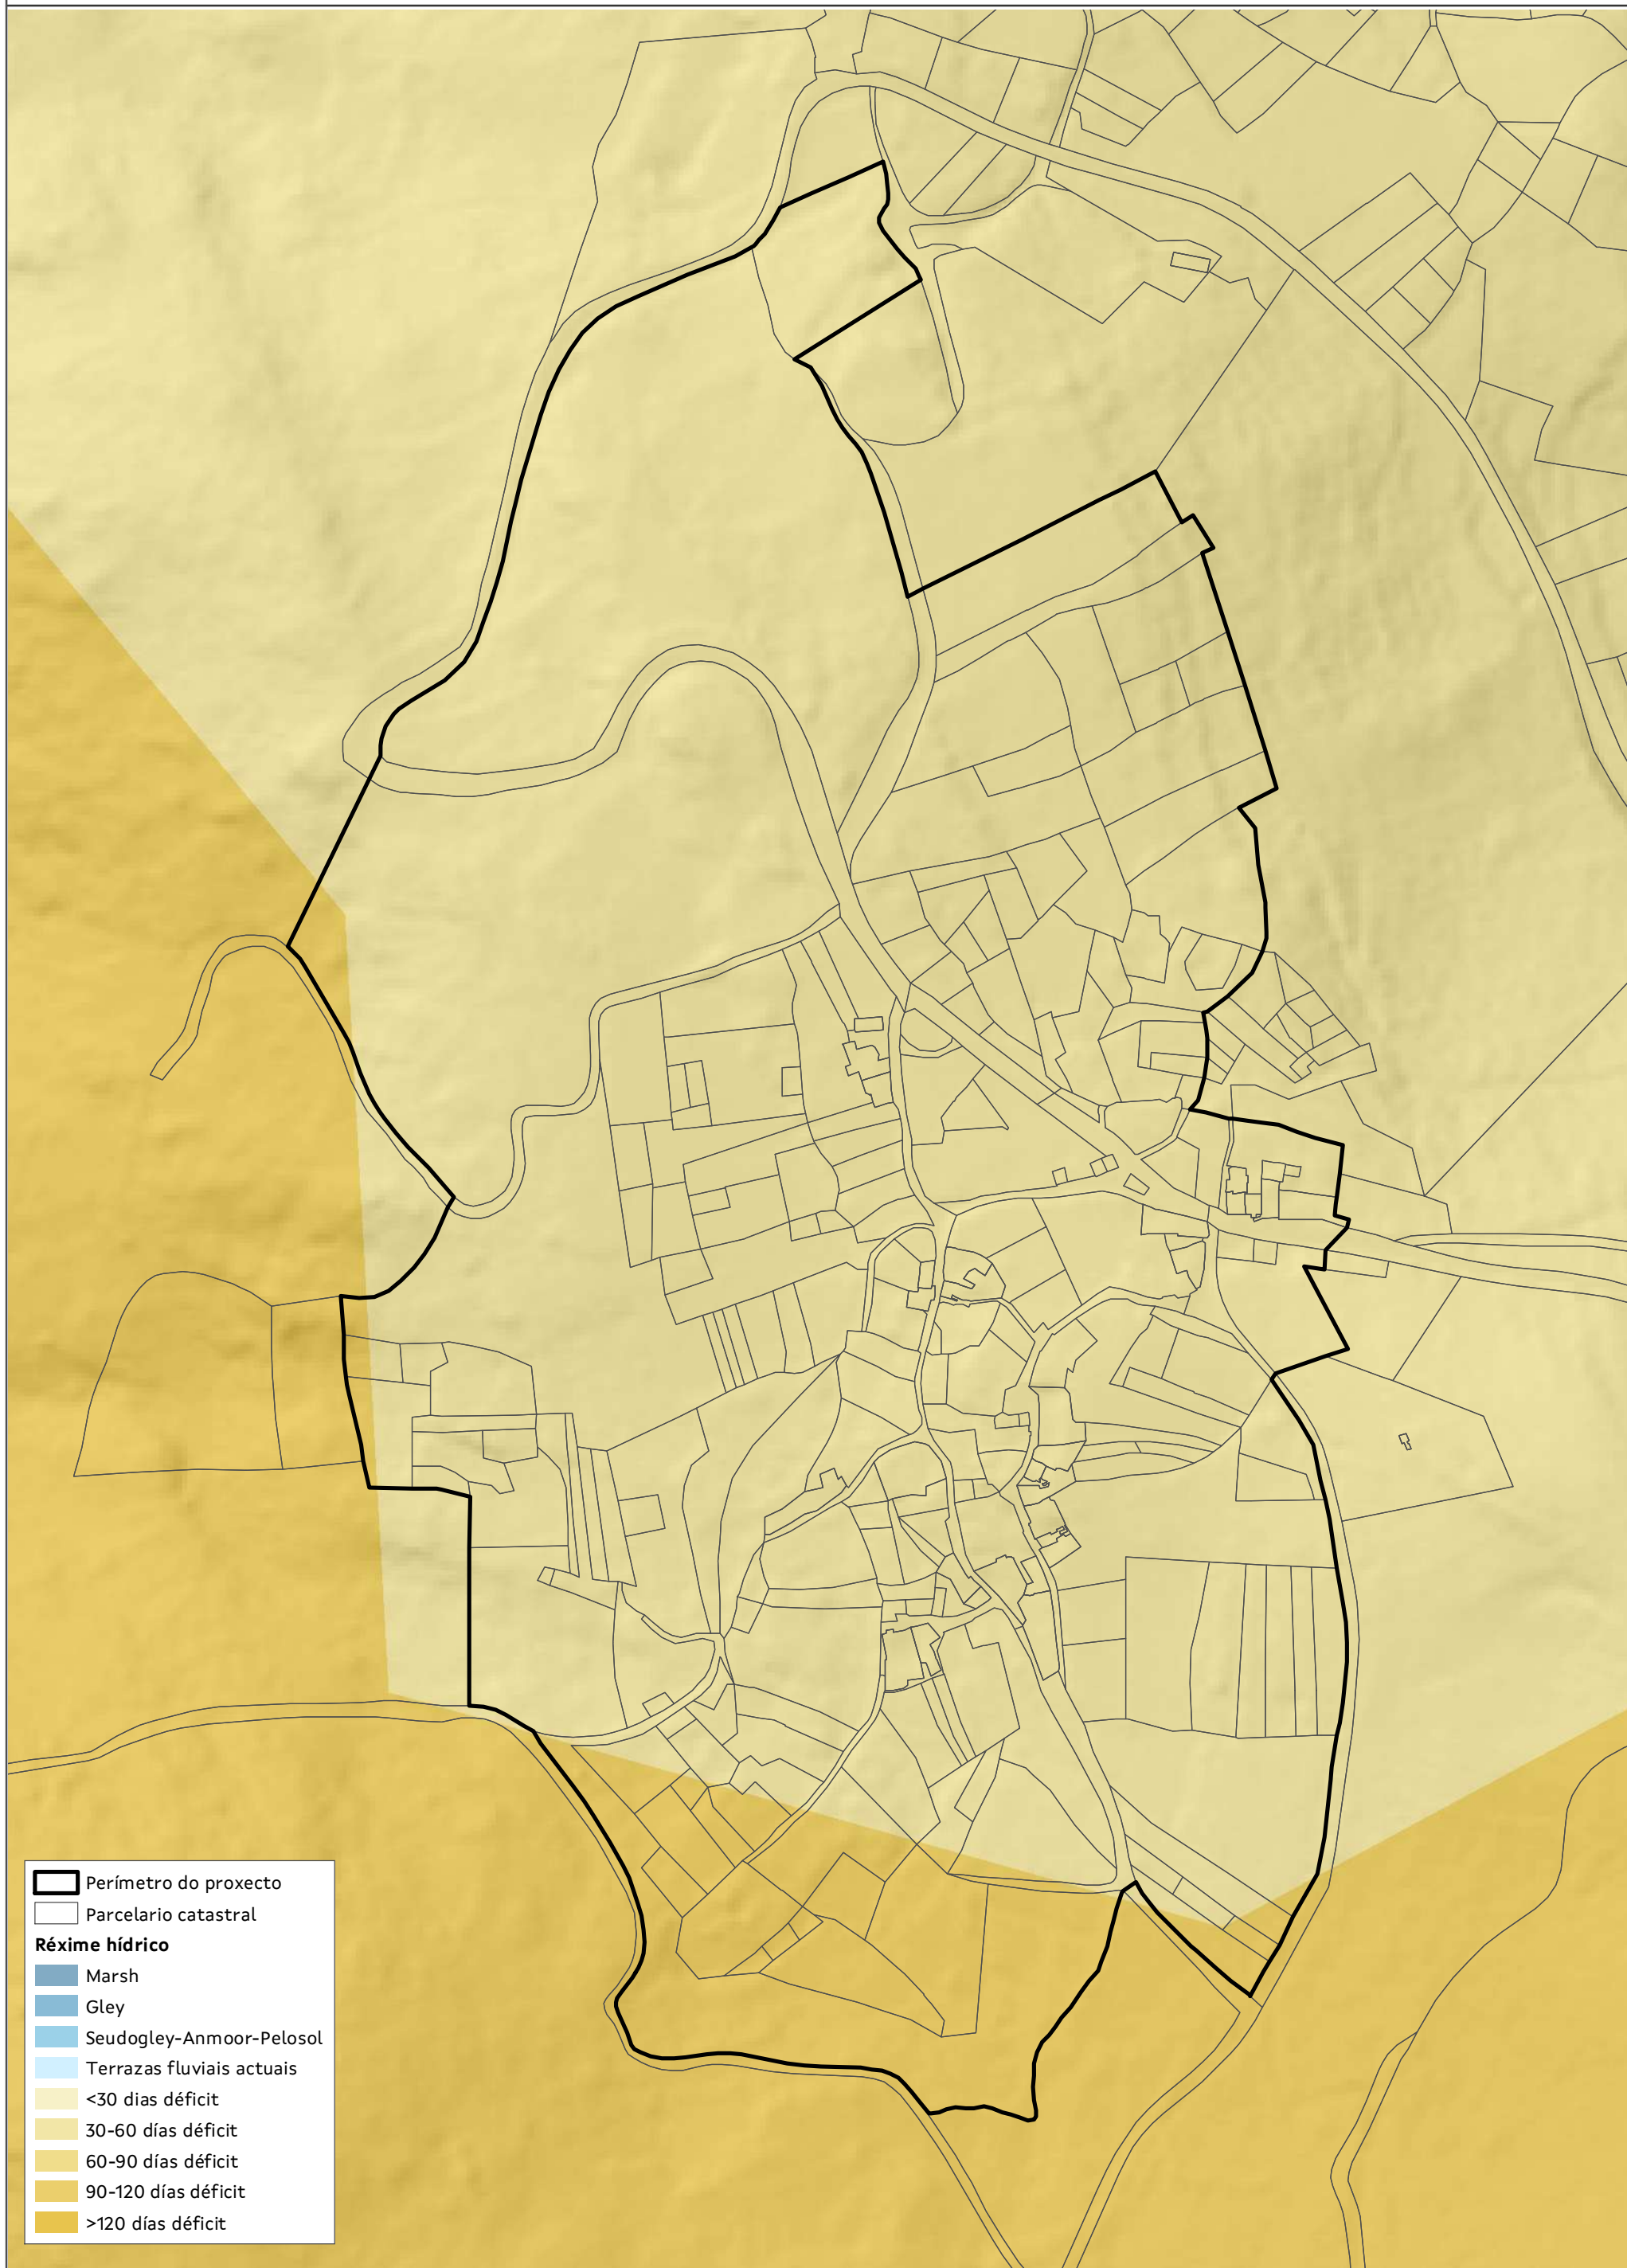 Perímetro do proxecto
Parcelario catastral
Réxime hídrico
Marsh
Gley
Seudogley-Anmoor-Pelosol
Terrazas fluviais actuais
<30 dias déficit
30-60 días déficit
60-90 días déficit
90-120 días déficit
>120 días déficit